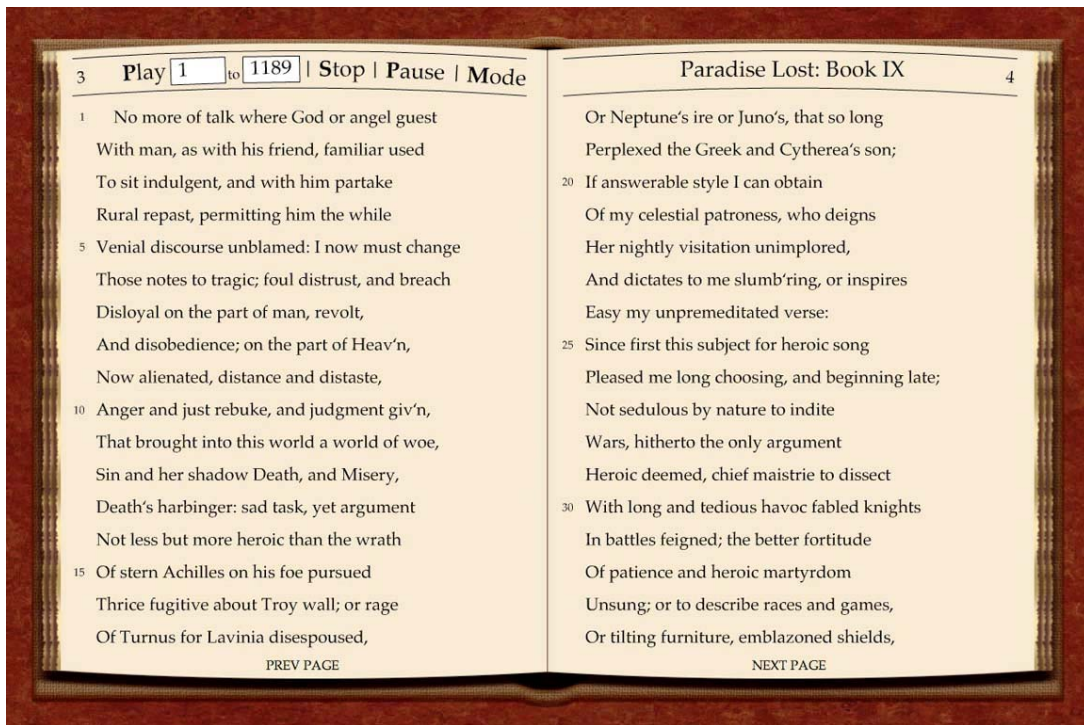 3 Play 1 to 1189 | Stop | Pause | Mode
1 No more of talk where God or angel guest
With man, as with his friend, familiar used
To sit indulgent, and with him partake
Rural repast, permitting him the while
5 Venial discourse unblamed: I now must change
Those notes to tragic; foul distrust, and breach
Disloyal on the part of man, revolt,
And disobedience; on the part of Heav‘n,
Now alienated, distance and distaste,
10 Anger and just rebuke, and judgment giv‘n,
That brought into this world a world of woe,
Sin and her shadow Death, and Misery,
Death‘s harbinger: sad task, yet argument
Not less but more heroic than the wrath
15 Of stern Achilles on his foe pursued
Thrice fugitive about Troy wall; or rage
Of Turnus for Lavinia disespoused,
PREV PAGE
Paradise Lost: Book IX 4
Or Neptune‘s ire or Juno‘s, that so long
Perplexed the Greek and Cytherea‘s son;
20 If answerable style I can obtain
Of my celestial patroness, who deigns
Her nightly visitation unimplored,
And dictates to me slumb‘ring, or inspires
Easy my unpremeditated verse:
25 Since first this subject for heroic song
Pleased me long choosing, and beginning late;
Not sedulous by nature to indite
Wars, hitherto the only argument
Heroic deemed, chief maistrie to dissect
30 With long and tedious havoc fabled knights
In battles feigned; the better fortitude
Of patience and heroic martyrdom
Unsung; or to describe races and games,
Or tilting furniture, emblazoned shields,
NEXT PAGE